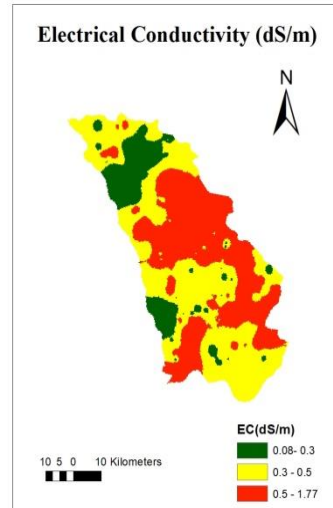 Electrical Conductivity (dS/m)
N
EC(dS/m)
0.08- 0.3
0.3 - 0.5
0.5 - 1.77
10 5 0 10 Kilometers